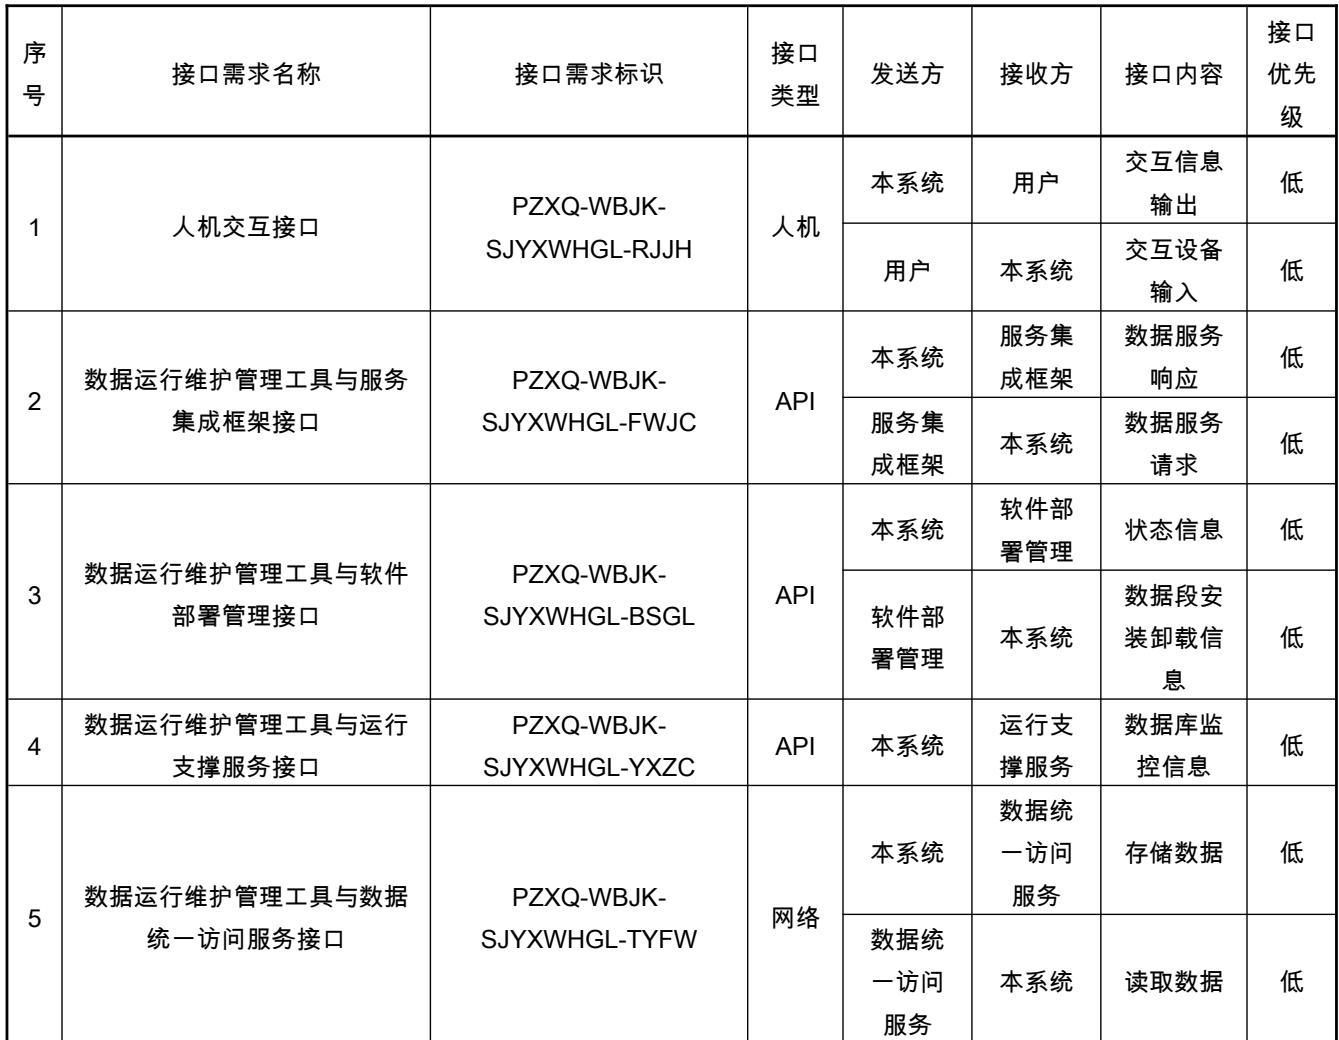 序号 接口需求名称 接口需求标识 接口类型 发送方 接收方 接口内容 接口优先级
1 人机交互接口 PZXQ-WBJK-SJYXWHGL-RJJH 人机 本系统 用户 交互信息输出 低
用户 本系统 交互设备输入 低
2 数据运行维护管理工具与服务集成框架接口 PZXQ-WBJK-SJYXWHGL-FWJC API 本系统 服务集成框架 数据服务响应 低
服务集成框架 本系统 数据服务请求 低
3 数据运行维护管理工具与软件部署管理接口 PZXQ-WBJK-SJYXWHGL-BSGL API 本系统 软件部署管理 状态信息 低
软件部署管理 本系统 数据段安装卸载信息 低
4 数据运行维护管理工具与运行支撑服务接口 PZXQ-WBJK-SJYXWHGL-YXZC API 本系统 运行支撑服务 数据库监控信息 低
5 数据运行维护管理工具与数据统一访问服务接口 PZXQ-WBJK-SJYXWHGL-TYFW 网络 本系统 数据统一访问服务 存储数据 低
数据统一访问服务 本系统 读取数据 低